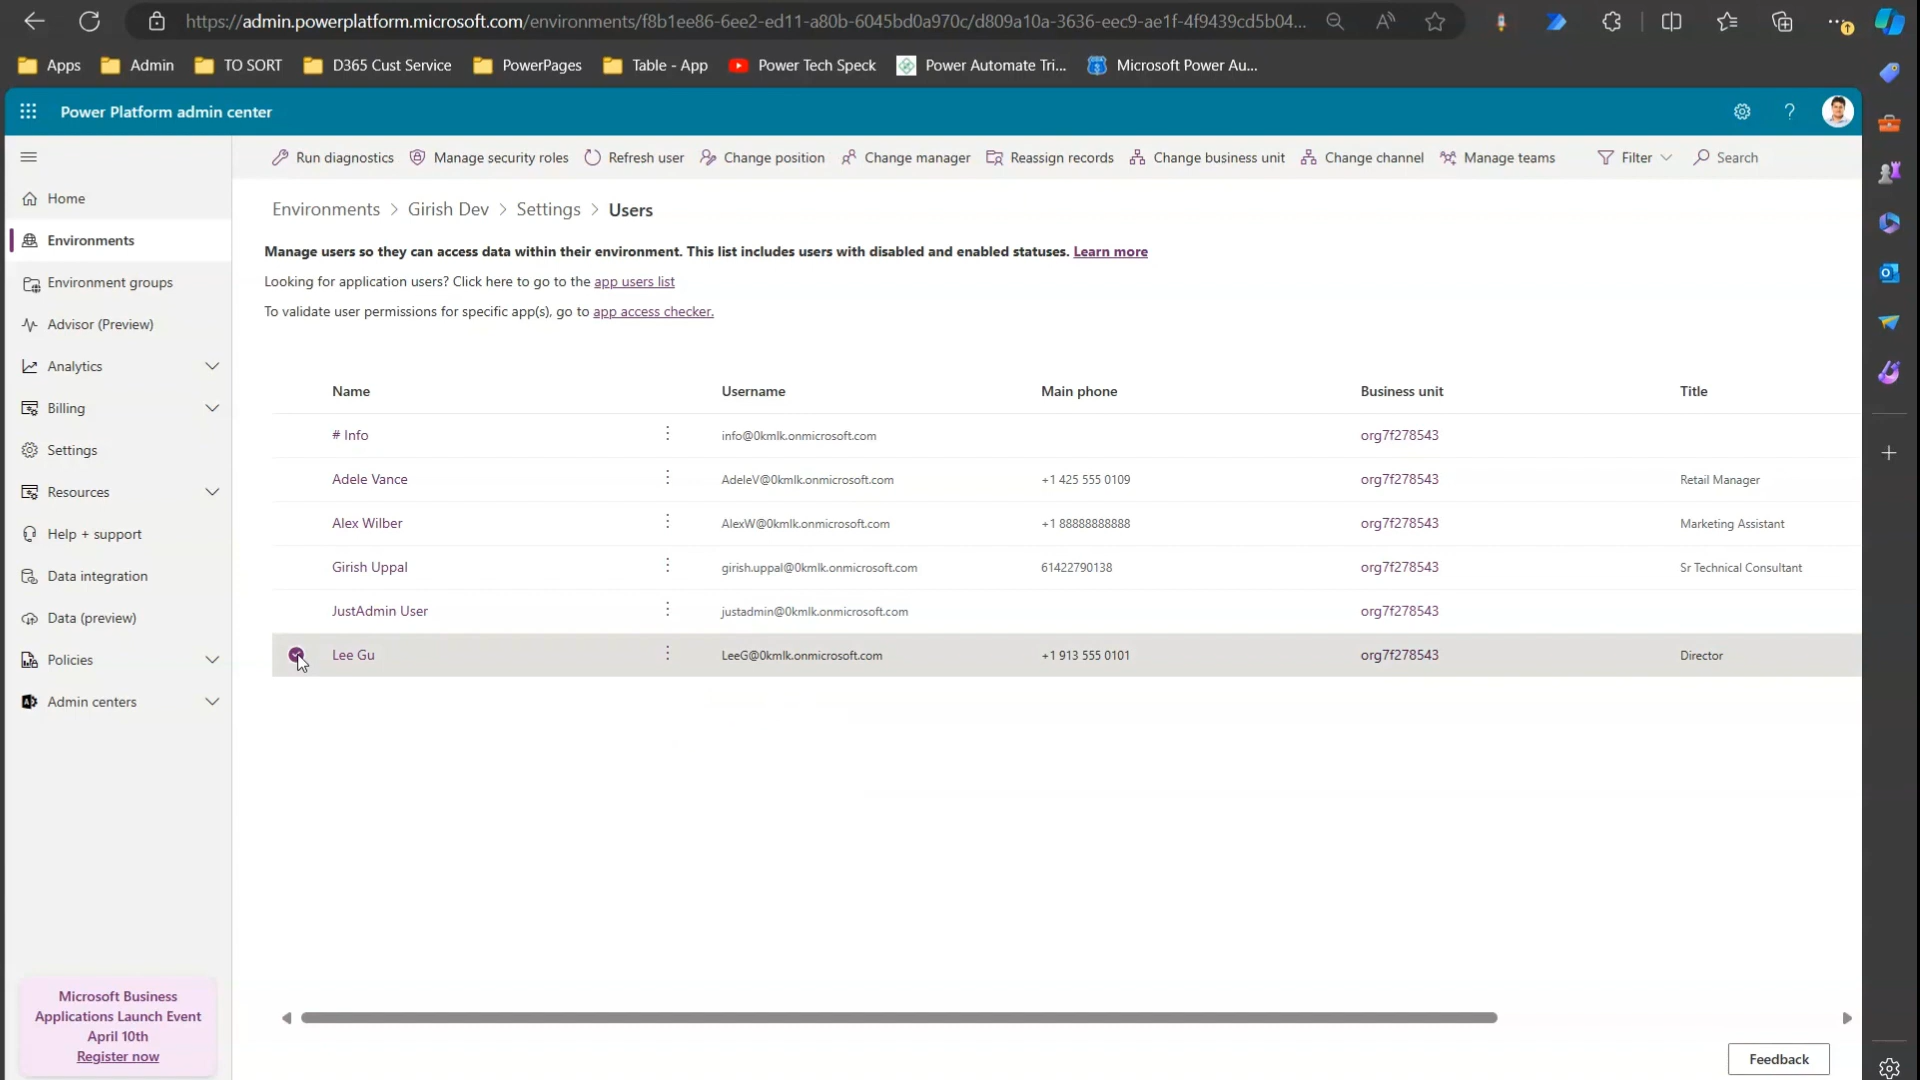 https://admin.powerplatform.microsoft.com/environments/f8b1ee86-6ee2-ed11-a80b-6045bd0a970c/d809a10a-3636-eec9-ae1f-4f9439cd5b04...
Apps Admin TO SORT D365 Cust Service PowerPages Table - App Power Tech Speck Power Automate Tri... Microsoft Power Au...
Power Platform admin center
Run diagnostics Manage security roles Refresh user Change position Change manager Reassign records Change business unit Change channel Manage teams Filter Search
Home
Environments
Environment groups
Advisor (Preview)
Analytics
Billing
Settings
Resources
Help + support
Data integration
Data (preview)
Policies
Admin centers
Microsoft Business
Applications Launch Event
April 10th
Register now
Environments > Girish Dev > Settings > Users
Manage users so they can access data within their environment. This list includes users with disabled and enabled statuses. Learn more
Looking for application users? Click here to go to the app users list
To validate user permissions for specific app(s), go to app access checker.
Name Username Main phone Business unit Title
# Info info@0kmlk.onmicrosoft.com org7f278543
Adele Vance AdeleV@0kmlk.onmicrosoft.com +1 425 555 0109 org7f278543 Retail Manager
Alex Wilber AlexW@0kmlk.onmicrosoft.com +1 88888888888 org7f278543 Marketing Assistant
Girish Uppal girish.uppal@0kmlk.onmicrosoft.com 61422790138 org7f278543 Sr Technical Consultant
JustAdmin User justadmin@0kmlk.onmicrosoft.com org7f278543
Lee Gu LeeG@0kmlk.onmicrosoft.com +1 913 555 0101 org7f278543 Director
Feedback